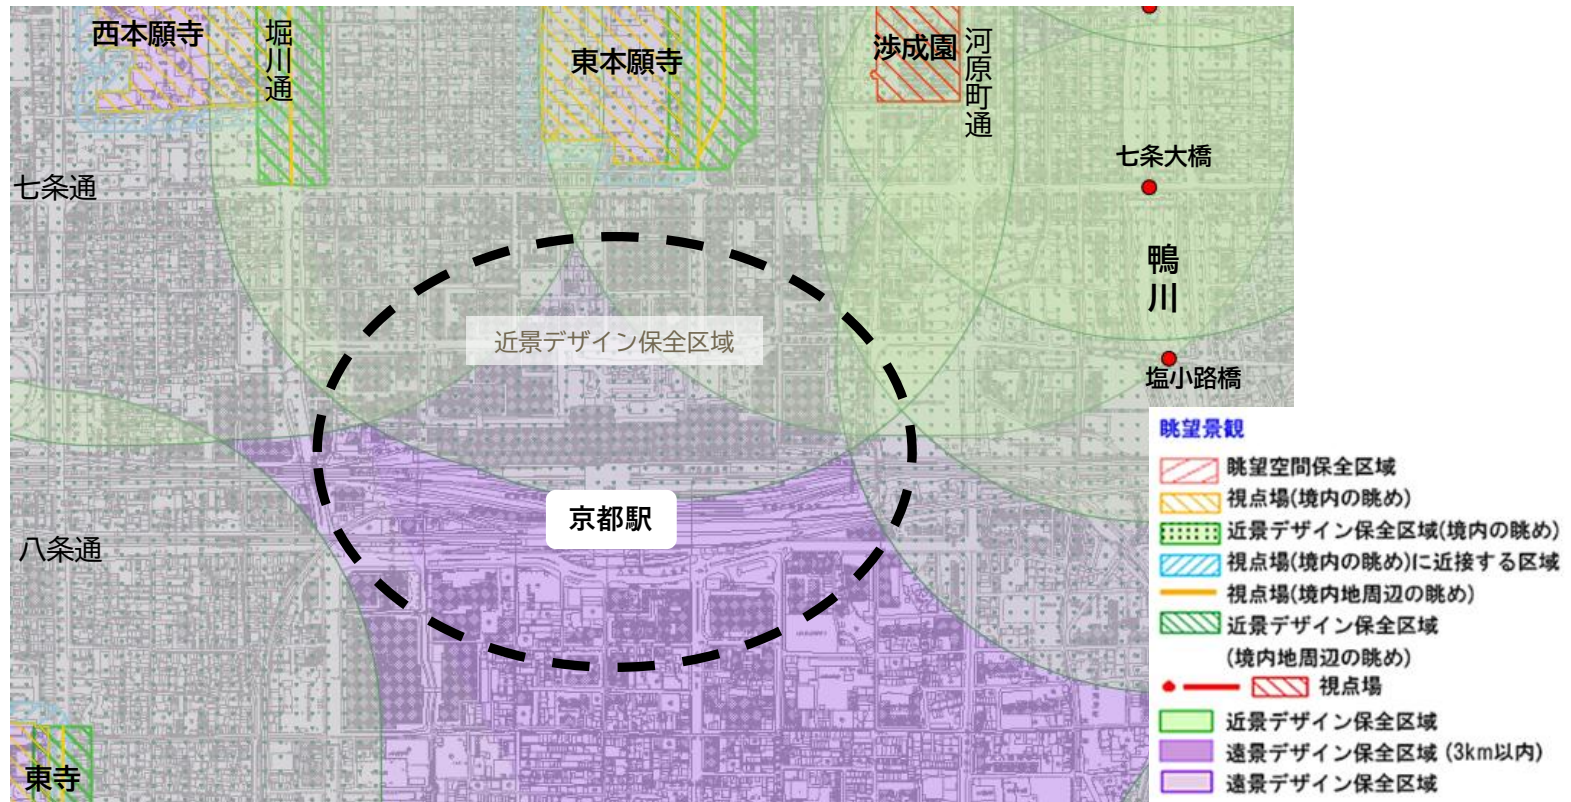 西本願寺
堀川通
東本願寺
渉成園
河原町通
七条大橋
七条通
鴨川
近景デザイン保全区域
塩小路橋
京都駅
八条通
東寺
眺望景観
眺望空間保全区域
視点場(境内の眺め)
近景デザイン保全区域(境内の眺め)
視点場(境内の眺め)に近接する区域
視点場(境内地周辺の眺め)
近景デザイン保全区域
(境内地周辺の眺め)
視点場
近景デザイン保全区域
遠景デザイン保全区域 (3km以内)
遠景デザイン保全区域